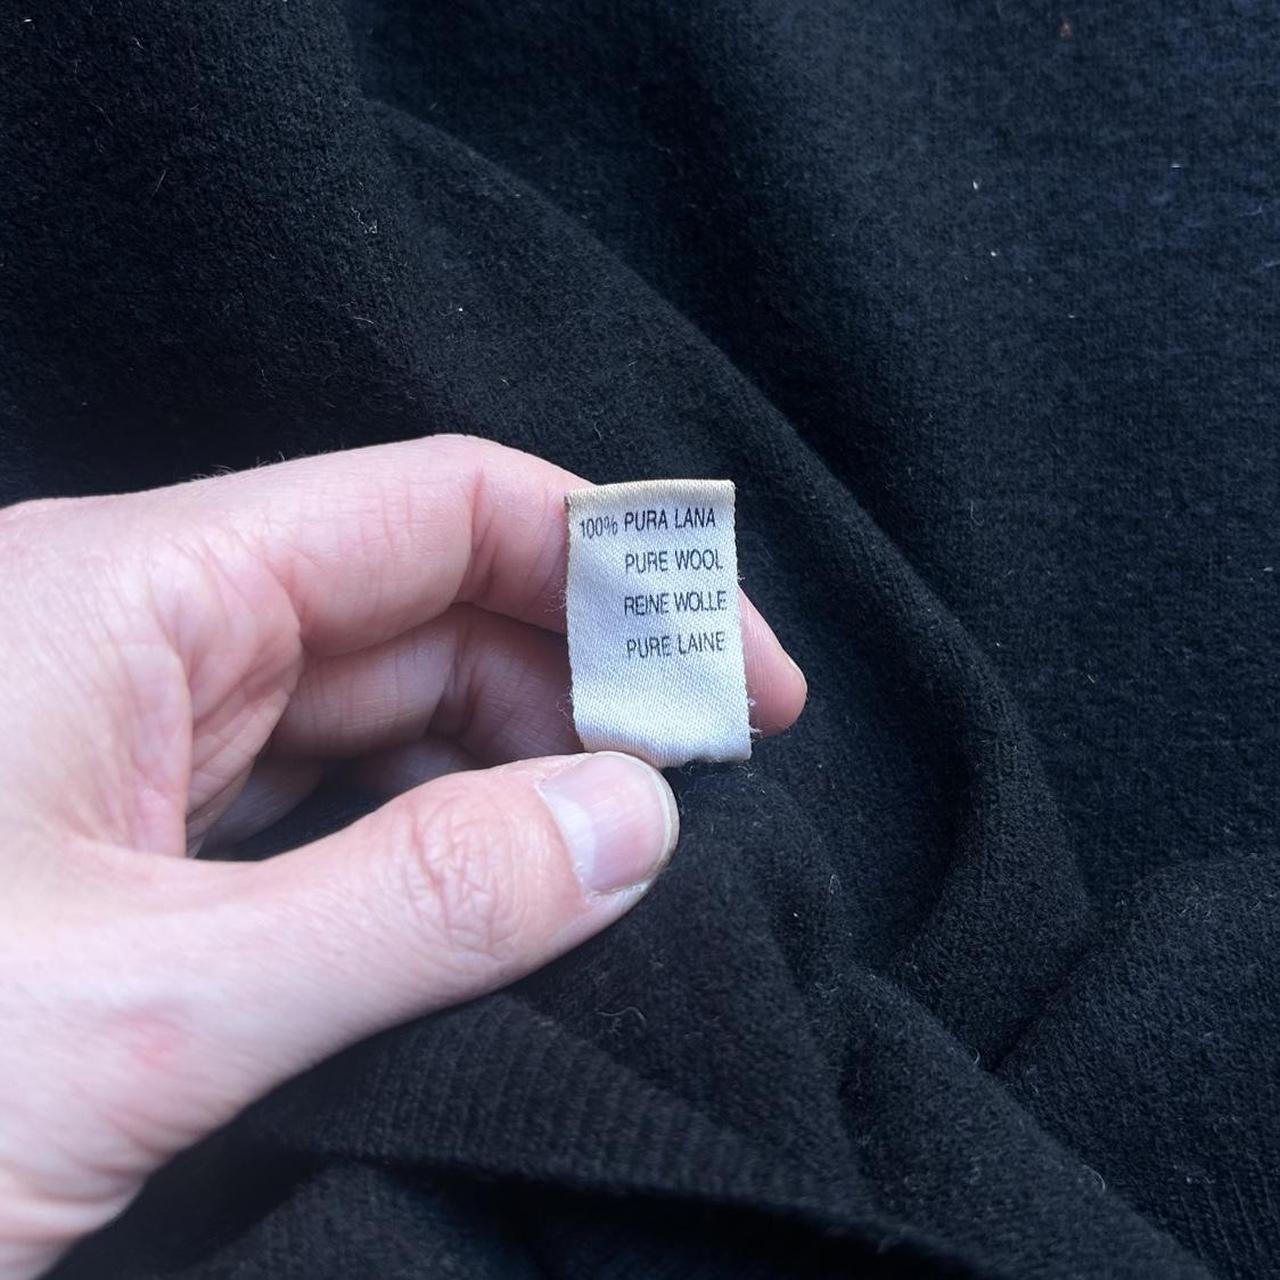 100% PURA LANA
PURE WOOL
REINE WOLLE
PURE LAINE